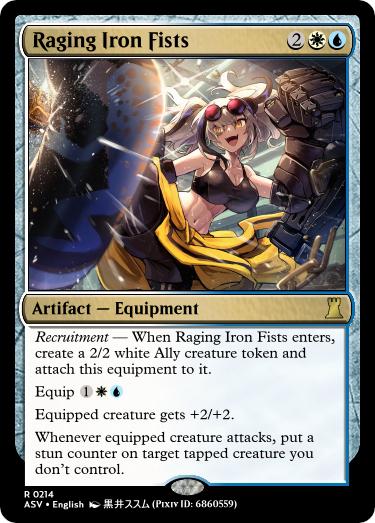 Raging Iron Fists 2
Artifact — Equipment
Recruitment — When Raging Iron Fists enters,
create a 2/2 white Ally creature token and
attach this equipment to it.
Equip 1
Equipped creature gets +2/+2.
Whenever equipped creature attacks, put a
stun counter on target tapped creature
you don't control.
R 0214
ASV • English 黒井ススム (Pixiv ID: 6860559)